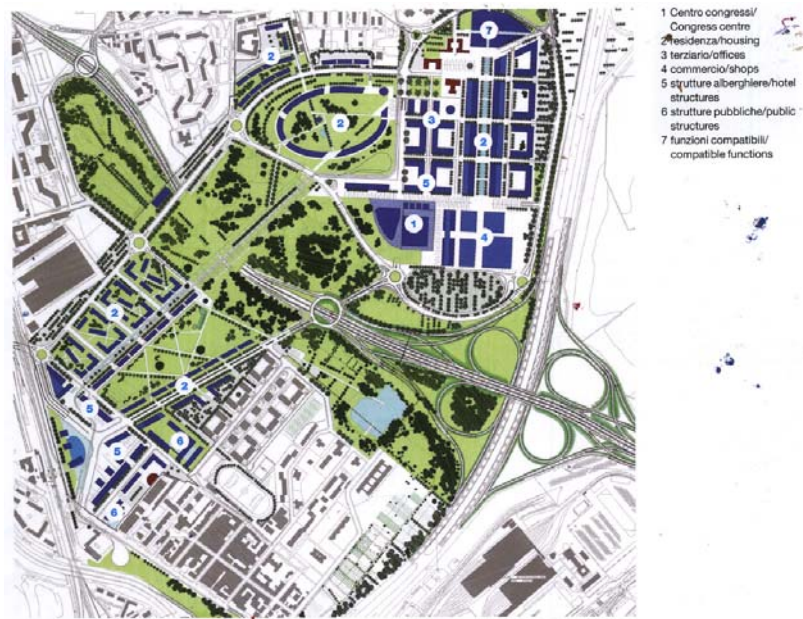 1 Centro congressi/
Congress centre
2 residenza/housing
3 terziario/offices
4 commercio/shops
5 strutture alberghiere/hotel
structures
6 strutture pubbliche/public
structures
7 funzioni compatibili/
compatible functions
7
2
3
2
2
5
1
4
2
2
5
6
5
6